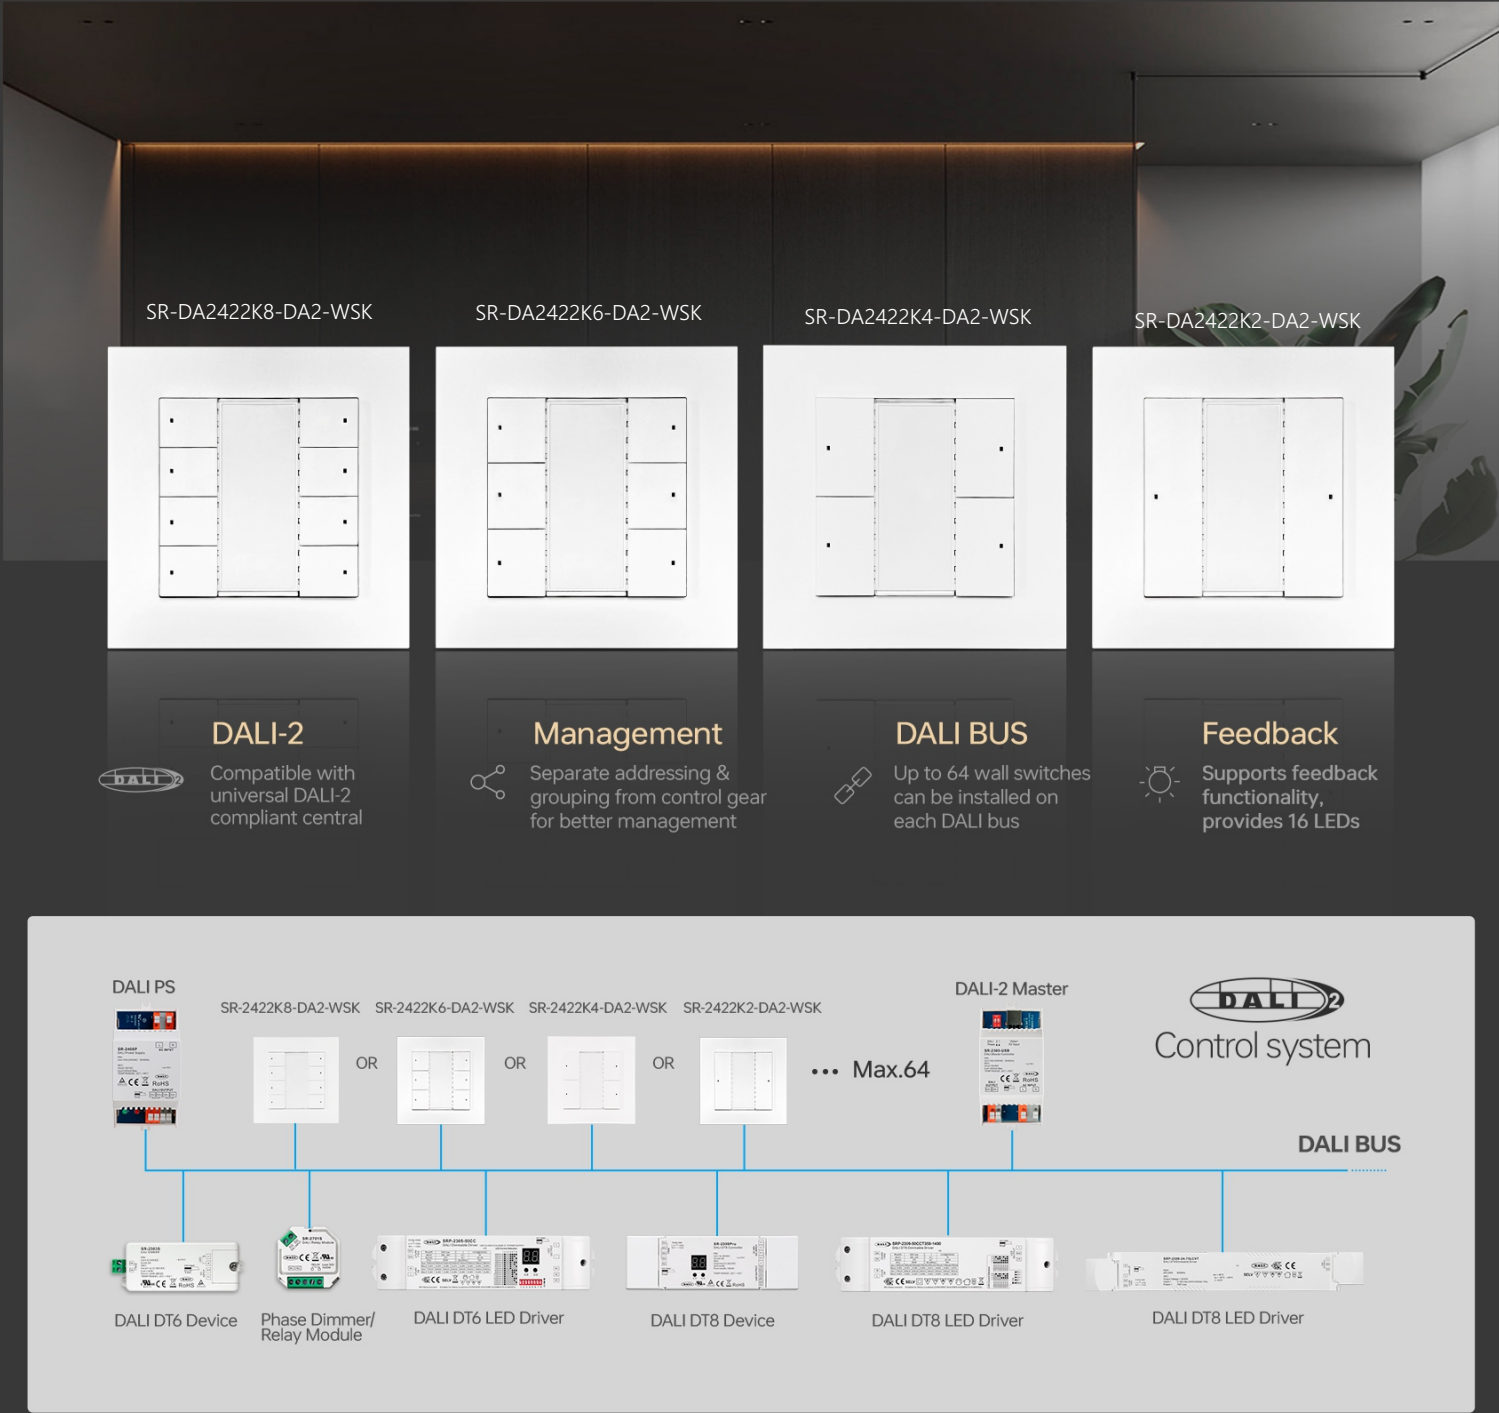 SR-DA2422K8-DA2-WSK
SR-DA2422K6-DA2-WSK
SR-DA2422K4-DA2-WSK
SR-DA2422K2-DA2-WSK
DALI-2
DALI 2
Compatible with
universal DALI-2
compliant central
Management
Separate addressing &
grouping from control gear
for better management
DALI BUS
Up to 64 wall switches
can be installed on
each DALI bus
Feedback
Supports feedback
functionality,
provides 16 LEDs
DALI PS
SR-2422K8-DA2-WSK
SR-2422K6-DA2-WSK
SR-2422K4-DA2-WSK
SR-2422K2-DA2-WSK
DALI-2 Master
DALI 2
Control system
OR
OR
OR
... Max.64
RoHS
RoHS
DALI BUS
DALI DT6 Device
Phase Dimmer/
Relay Module
DALI DT6 LED Driver
DALI DT8 Device
DALI DT8 LED Driver
DALI DT8 LED Driver